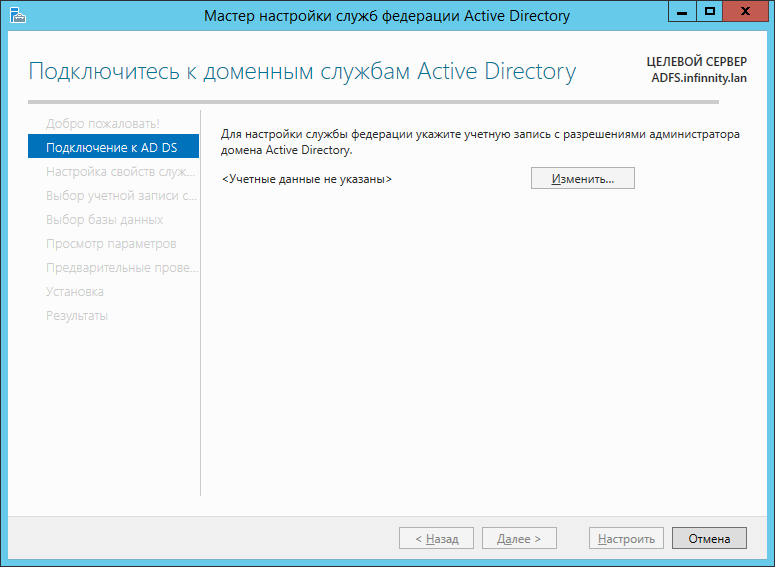 Мастер настройки служб федерации Active Directory
Подключитесь к доменным службам Active Directory
ЦЕЛЕВОЙ СЕРВЕР
ADFS.infinnity.lan
Добро пожаловать!
Подключение к AD DS
Настройка свойств служ...
Выбор учетной записи с...
Выбор базы данных
Просмотр параметров
Предварительные прове...
Установка
Результаты
Для настройки службы федерации укажите учетную запись с разрешениями администратора
домена Active Directory.
<Учетные данные не указаны>
Изменить...
< Назад
Далее >
Настроить
Отмена